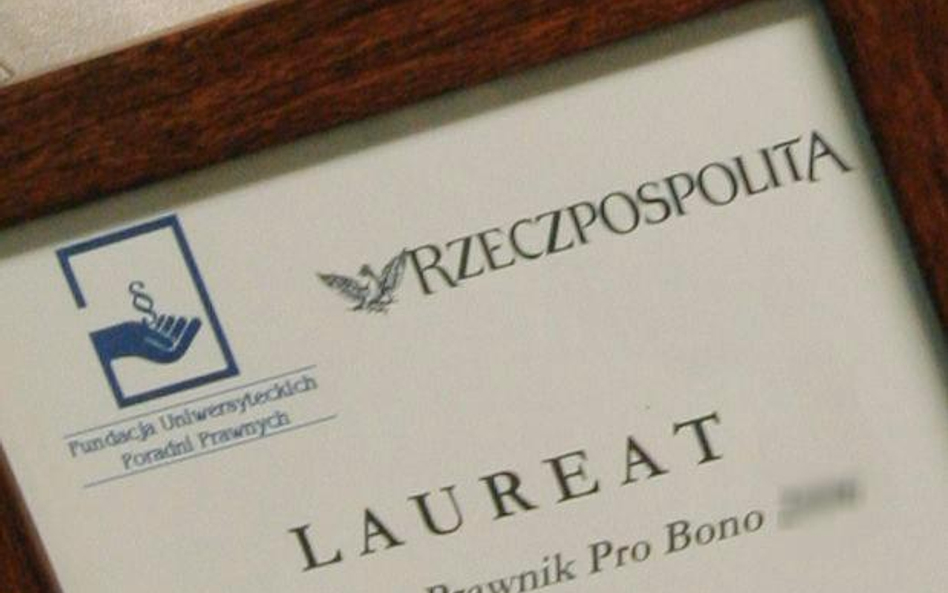 RZECZPOSPOLITA
§
Fundacja Uniwersyteckich
Poradni Prawnych
LAUREAT
Prawnik Pro Bono